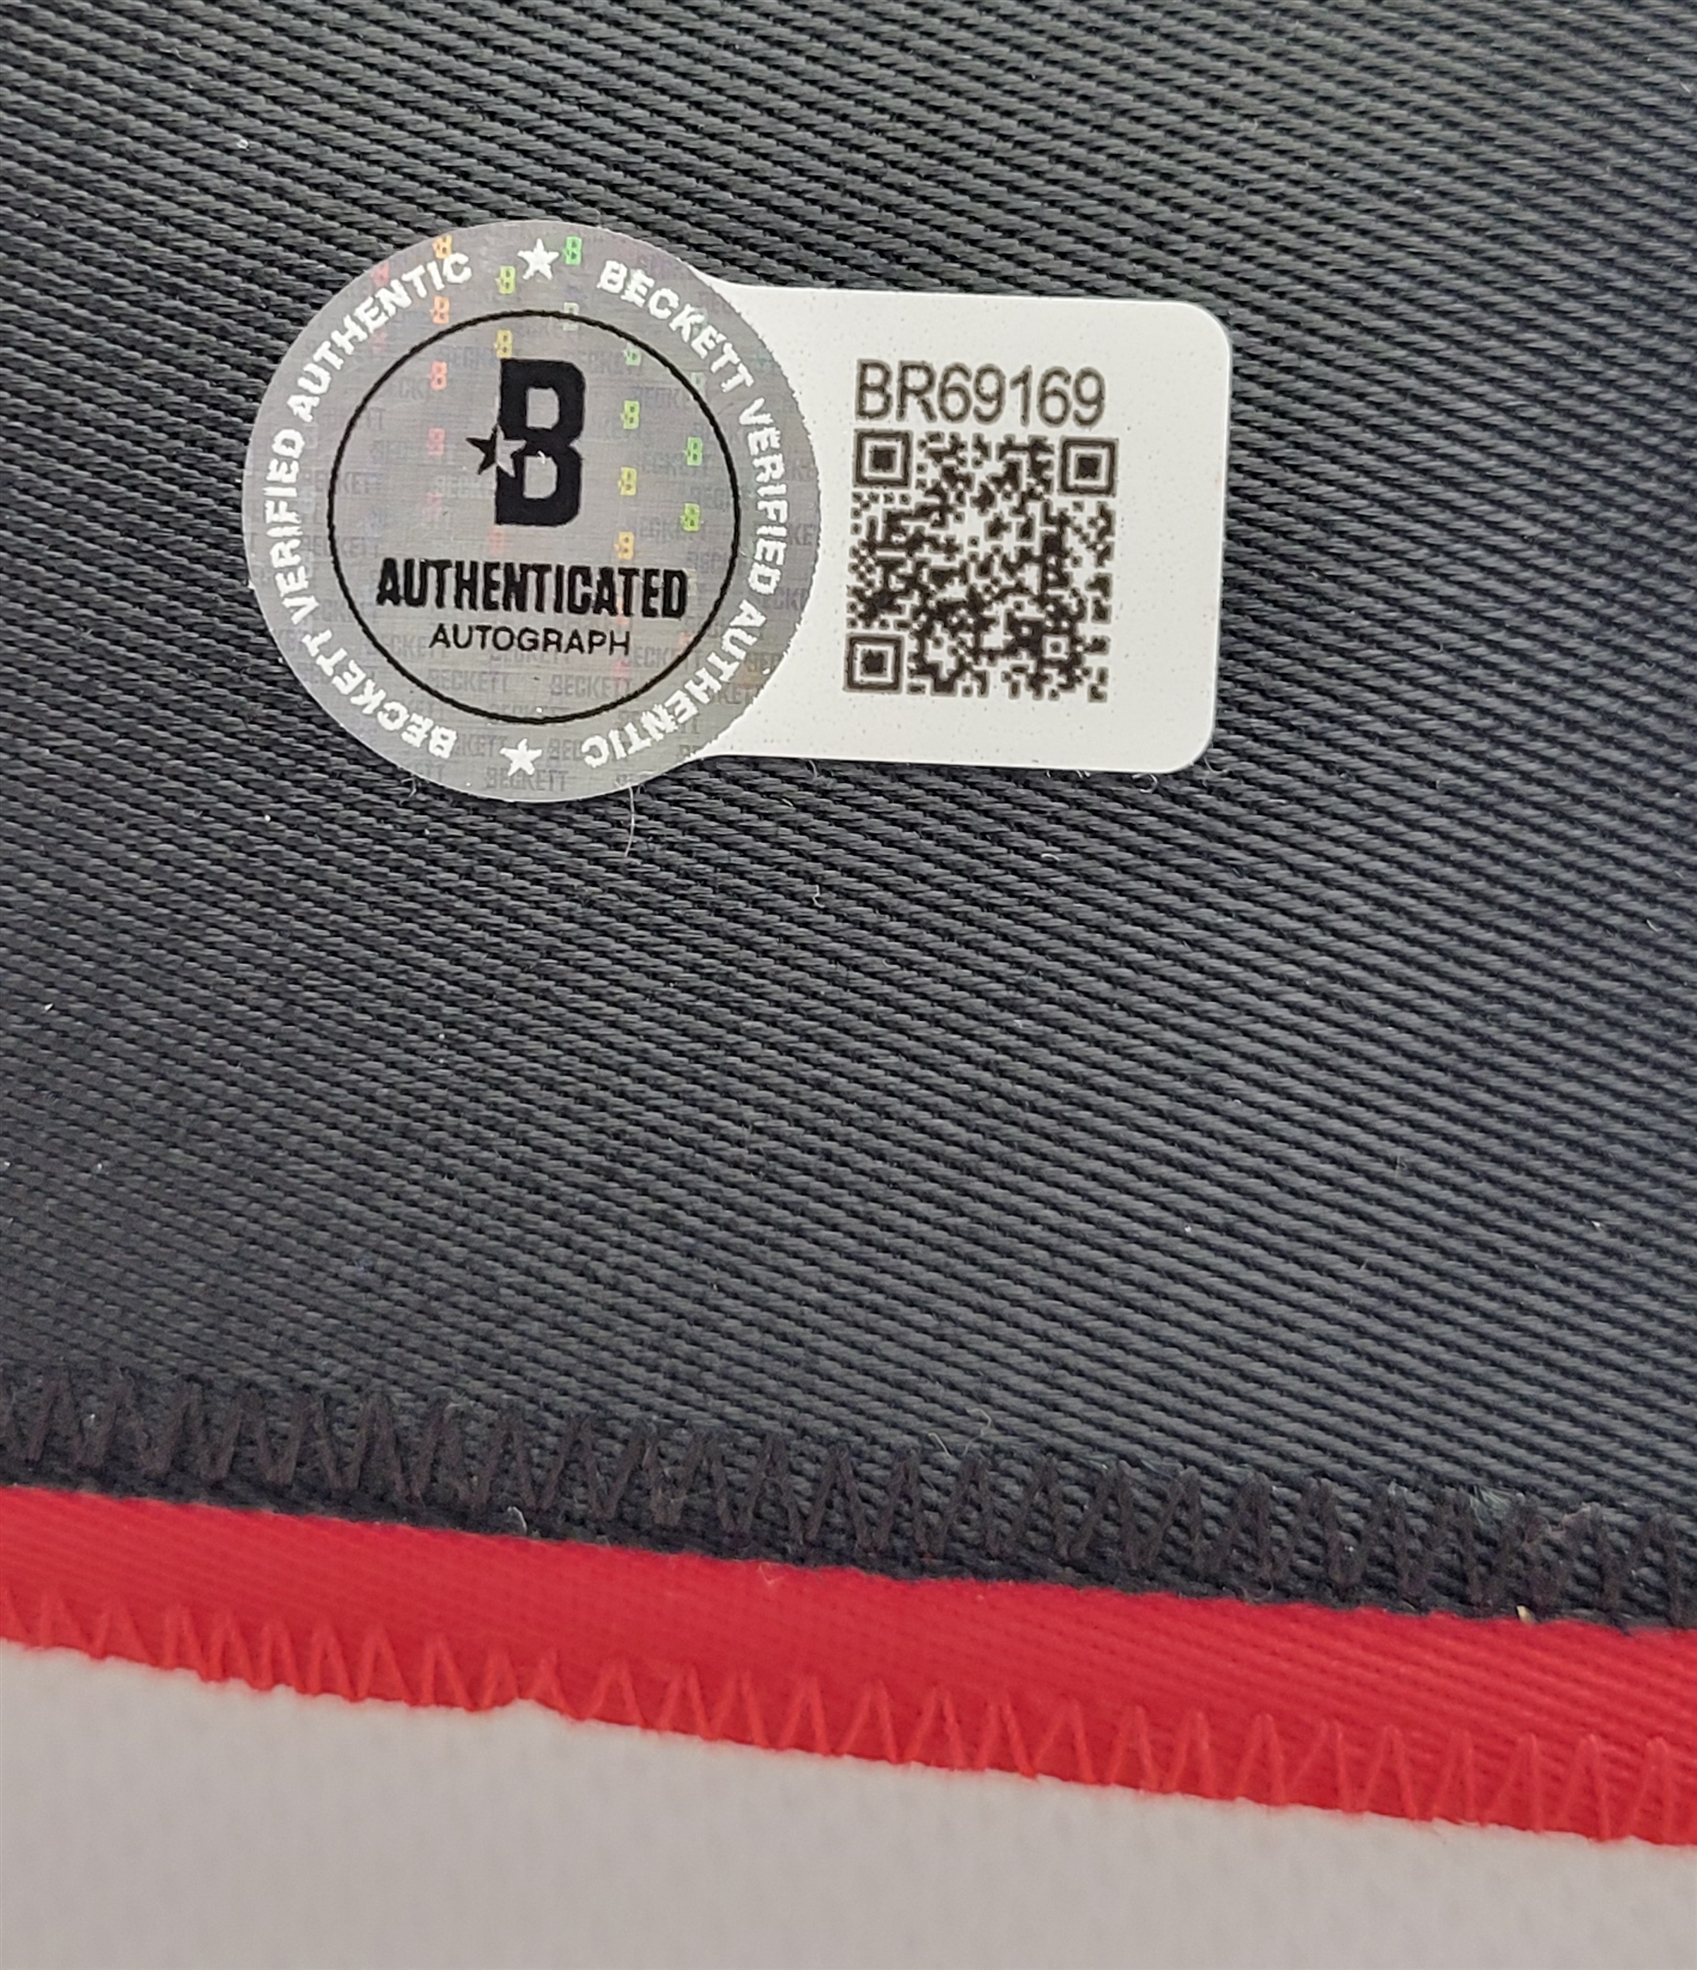 BECKETT VERIFIED AUTHENTIC ★ BECKETT VERIFIED AUTHENTIC ★
B
AUTHENTICATED
AUTOGRAPH
BR69169